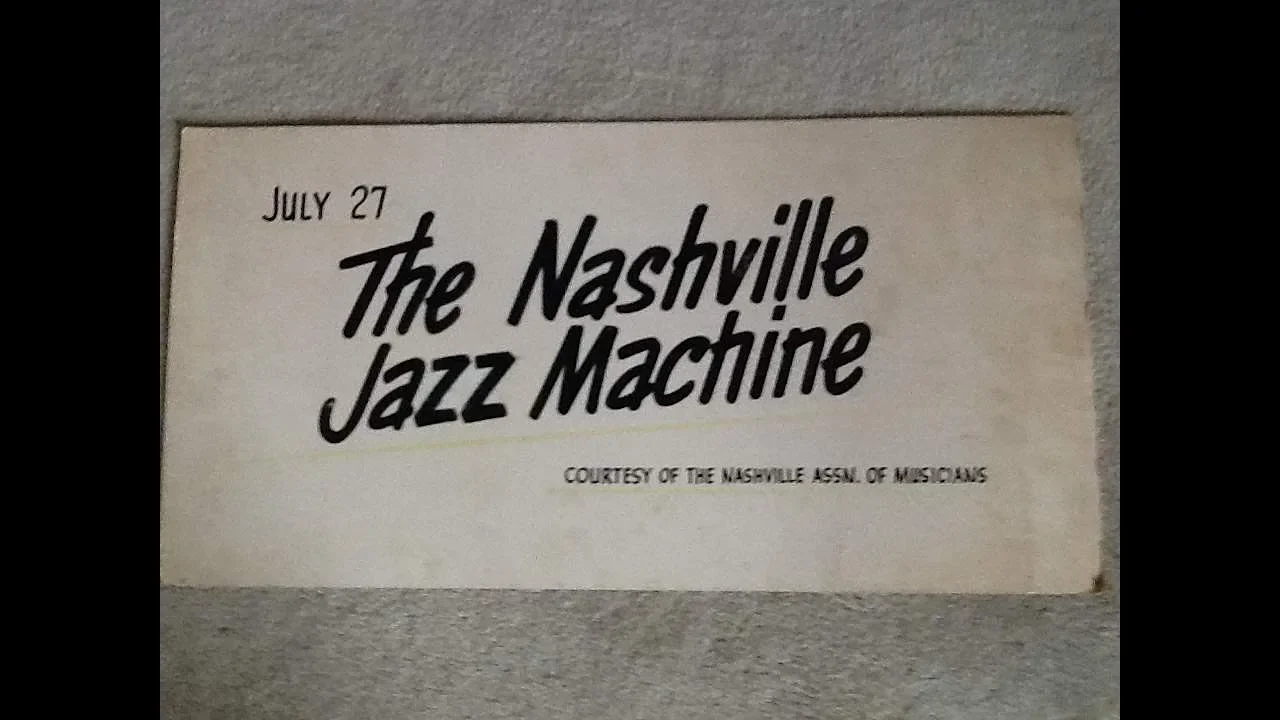 JULY 27
The Nashville
Jazz Machine
COURTESY OF THE NASHVILLE ASSN. OF MUSICIANS